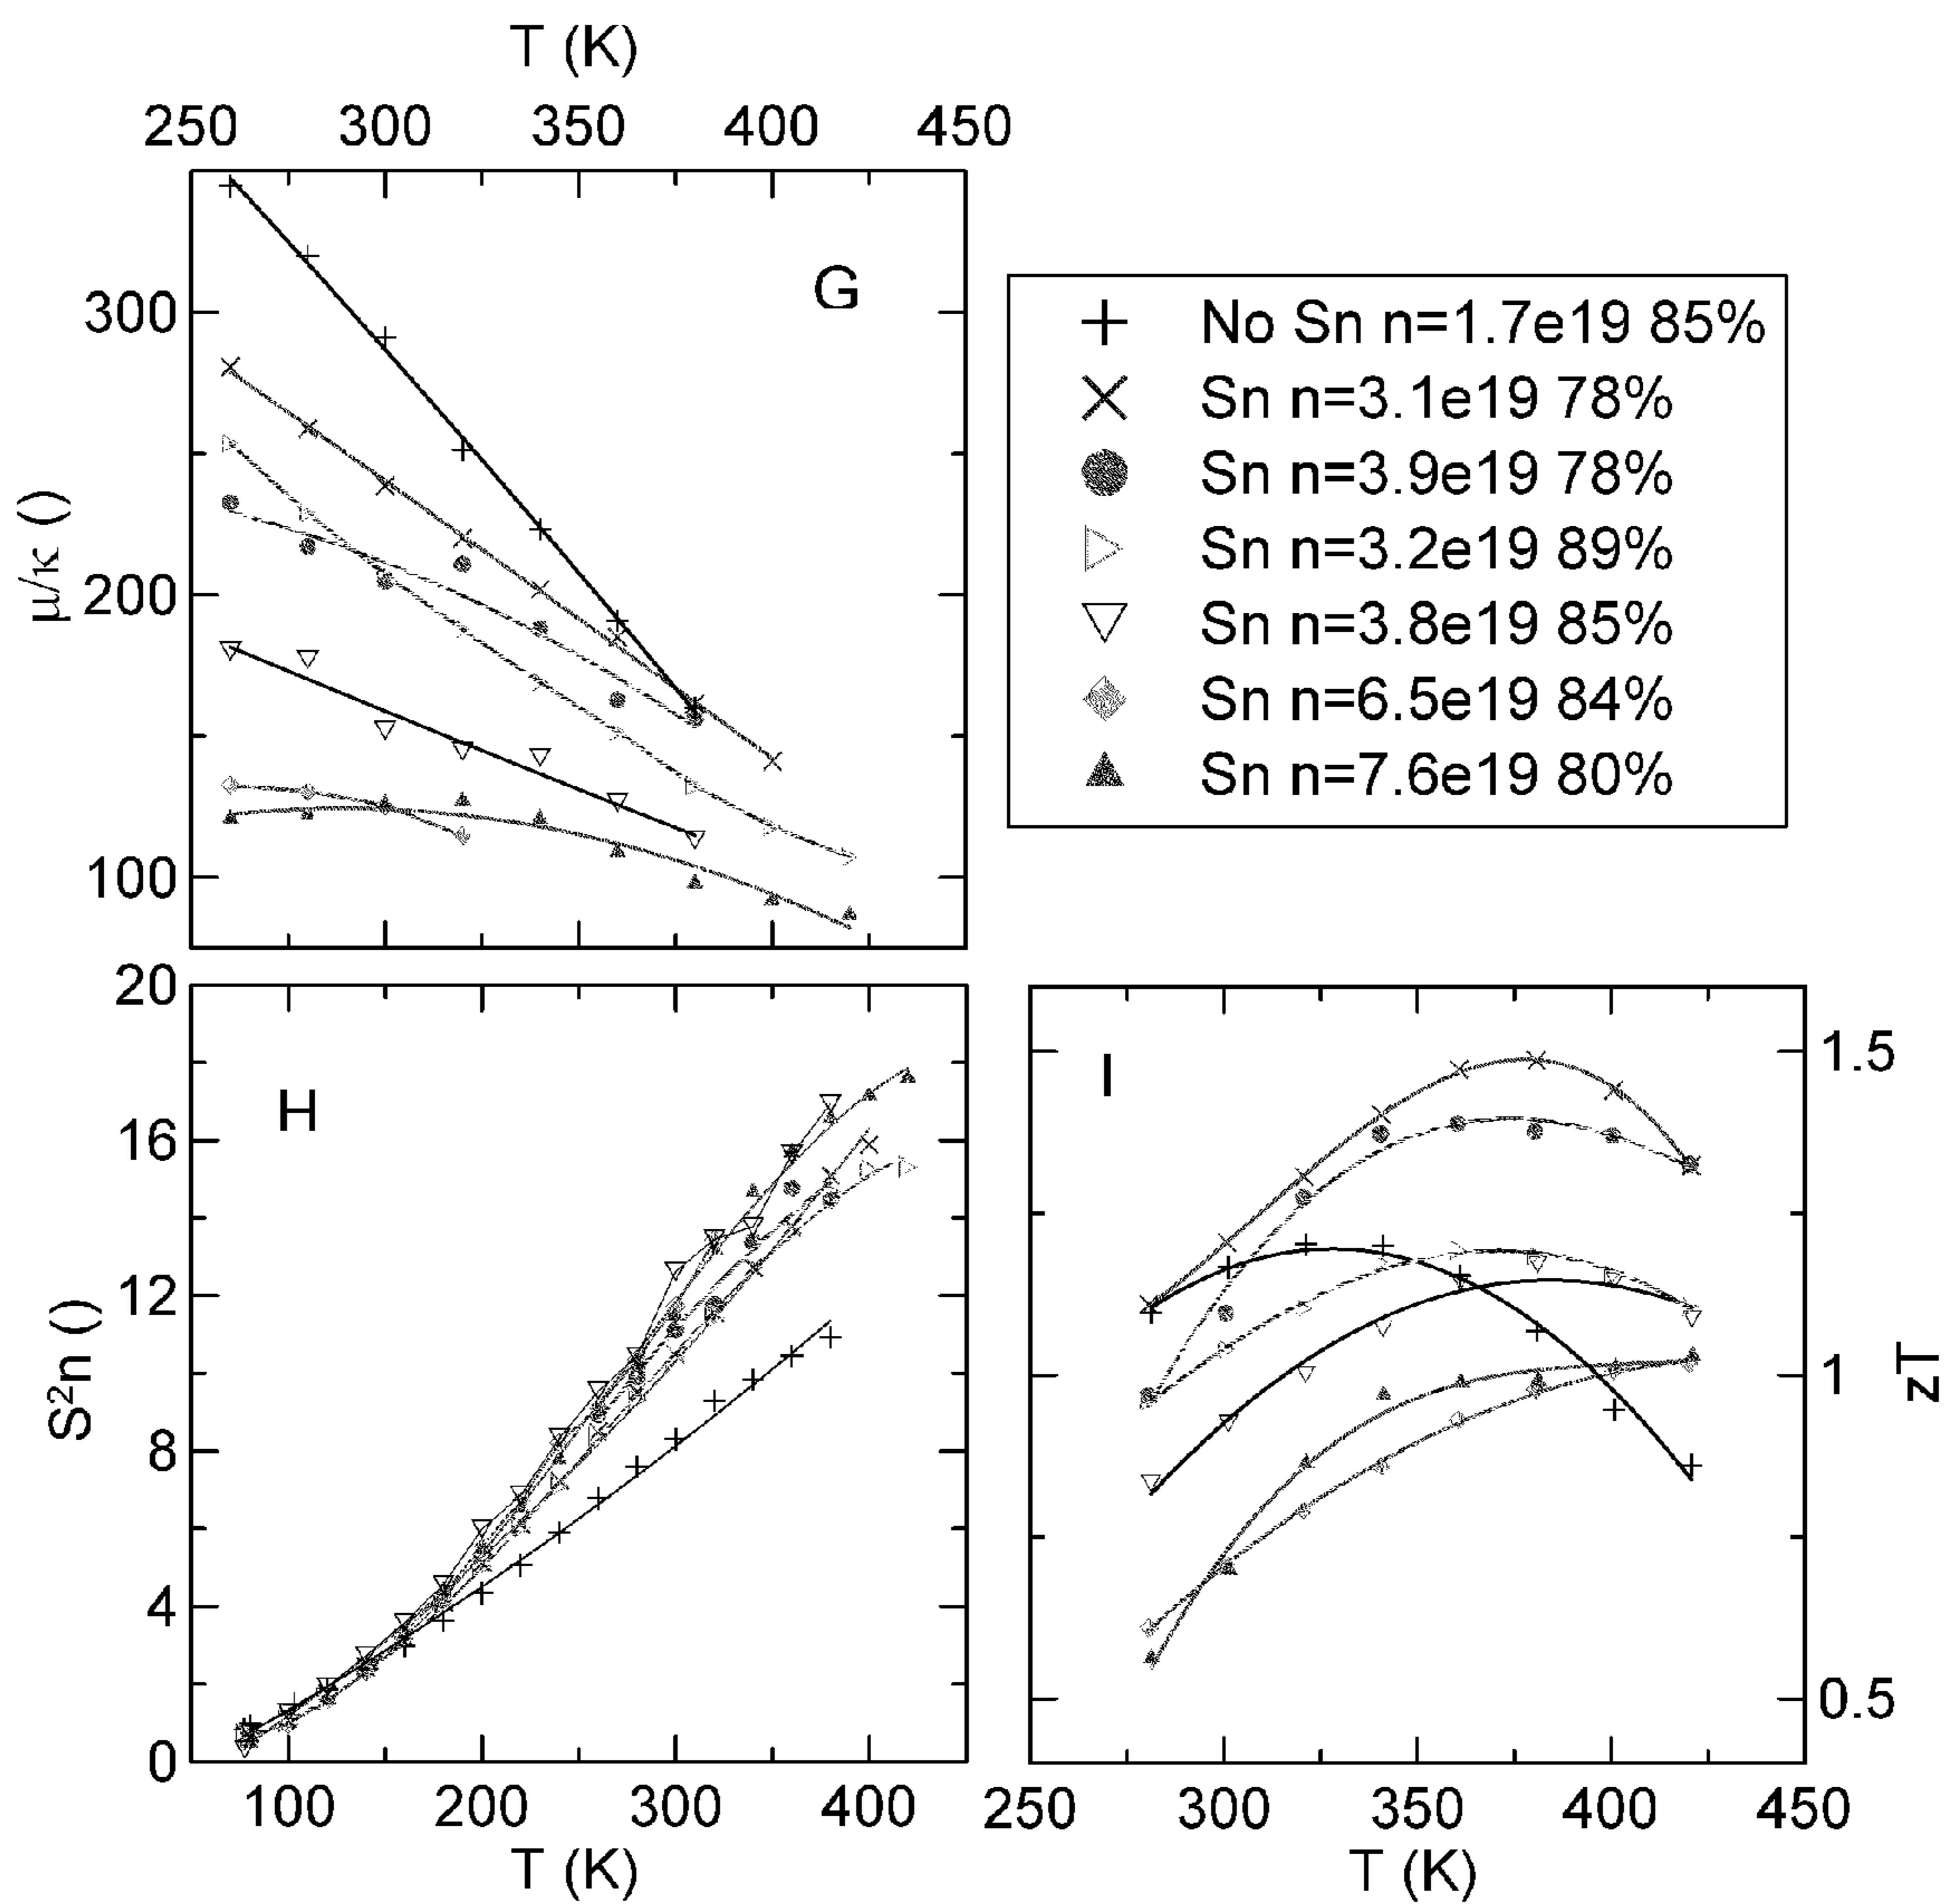 T (K)
250 300 350 400 450
G
300
200
100
μ/κ ()
No Sn n=1.7e19 85%
Sn n=3.1e19 78%
Sn n=3.9e19 78%
Sn n=3.2e19 89%
Sn n=3.8e19 85%
Sn n=6.5e19 84%
Sn n=7.6e19 80%
20
16
12
8
4
0
S²n ()
H
100 200 300 400
T (K)
I
1.5
1
0.5
zT
250 300 350 400 450
T (K)